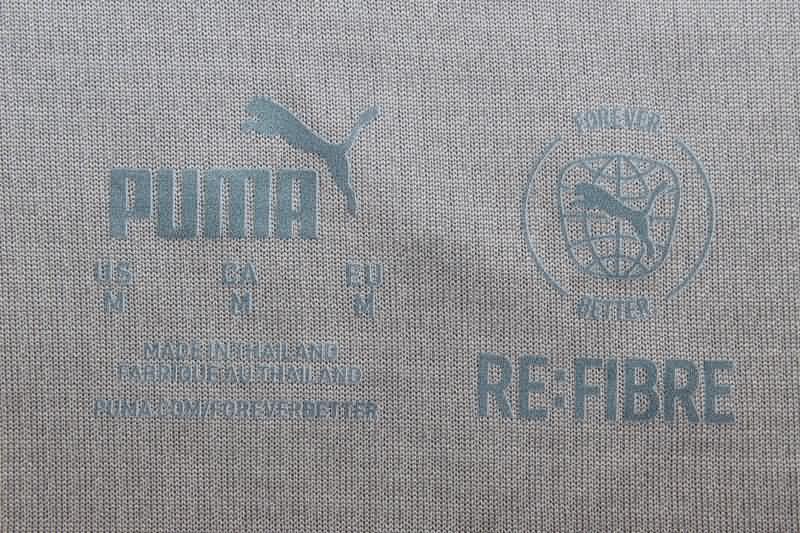 PUMA
US CA EU
M M M
MADE IN THAILAND
FABRIQUÉ AU THAILAND
PUMA.COM/FOREVERBETTER
FOREVER.
BETTER.
RE:FIBRE